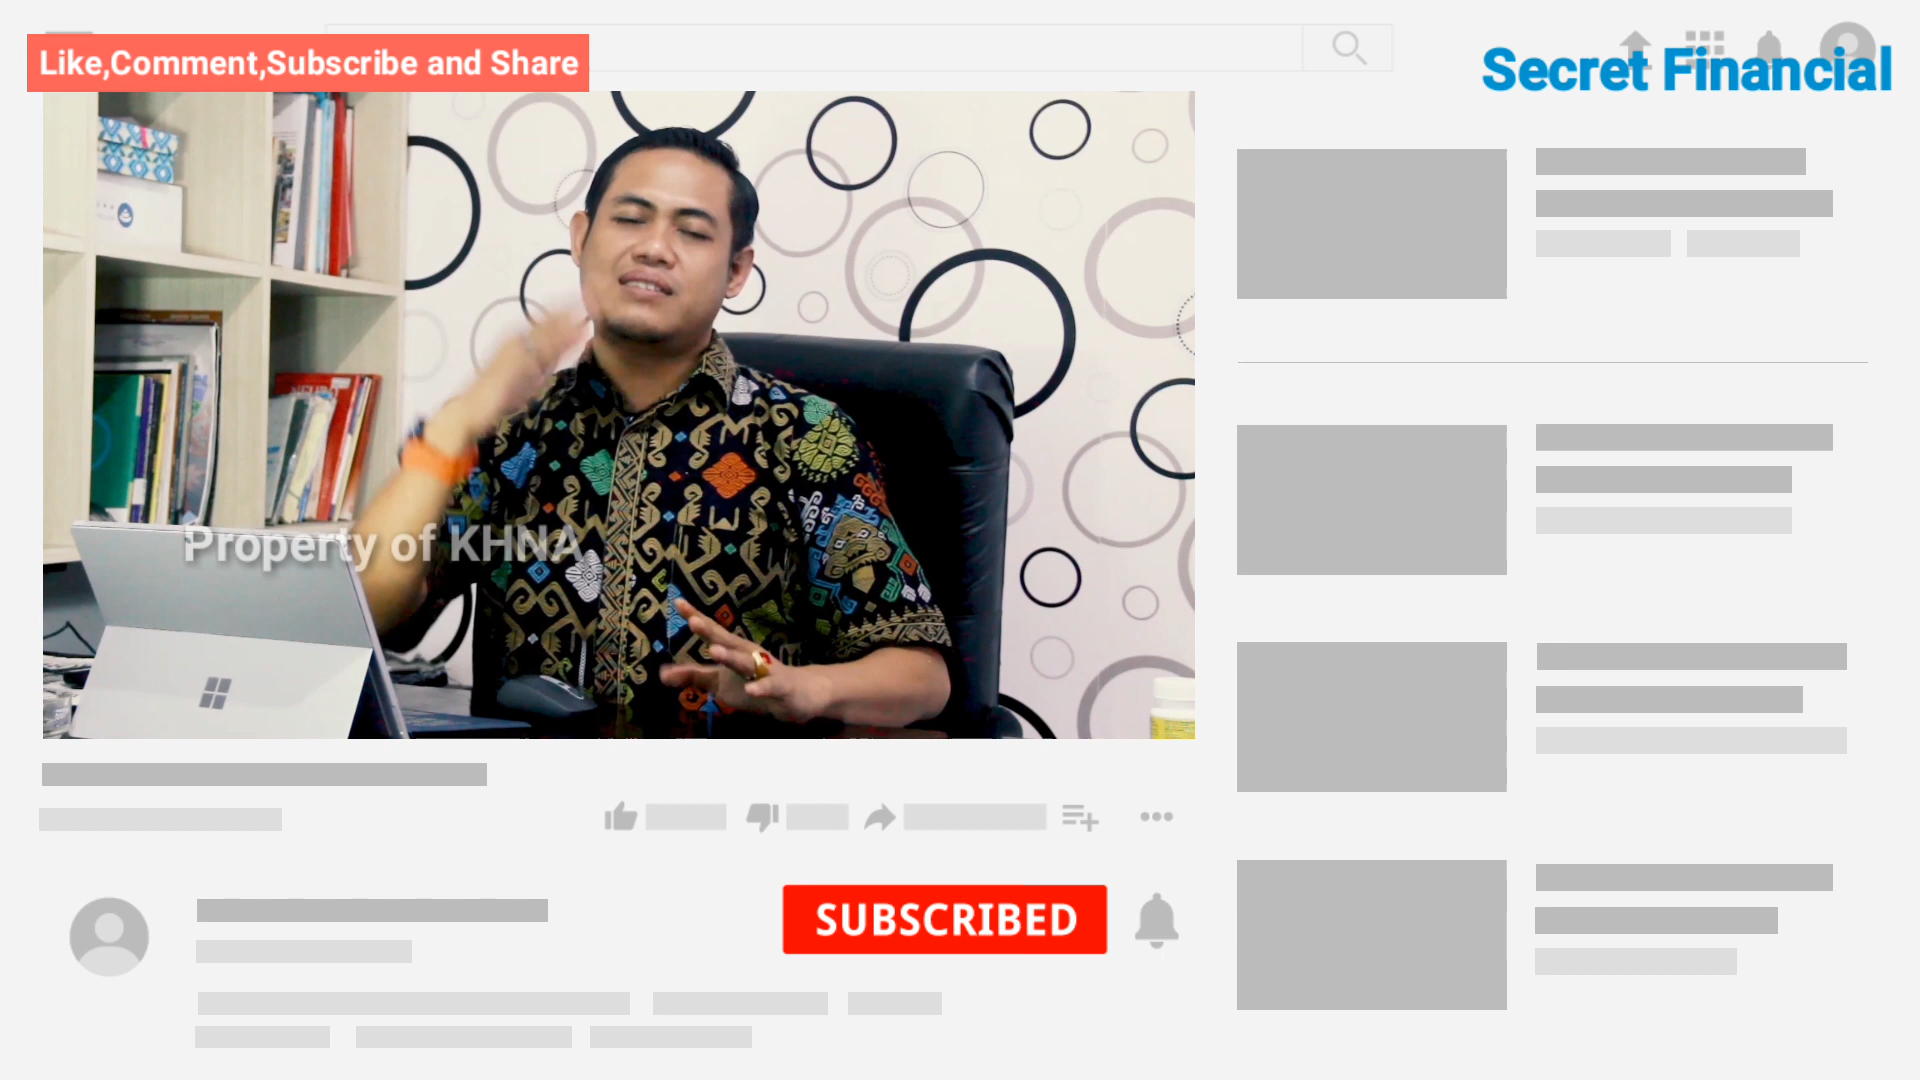 Like,Comment,Subscribe and Share
Secret Financial
Property of KHNA
SUBSCRIBED